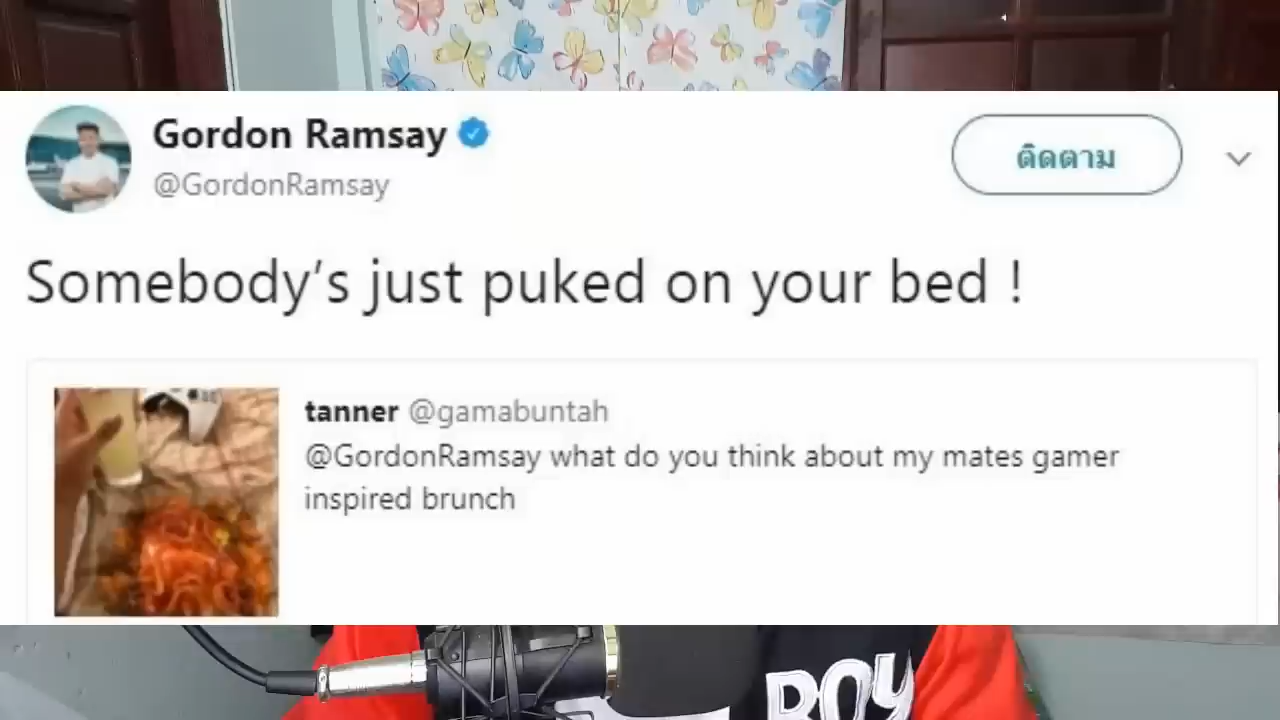 Gordon Ramsay
@GordonRamsay
ติดตาม
Somebody's just puked on your bed !
tanner @gamabuntah
@GordonRamsay what do you think about my mates gamer
inspired brunch
BOY